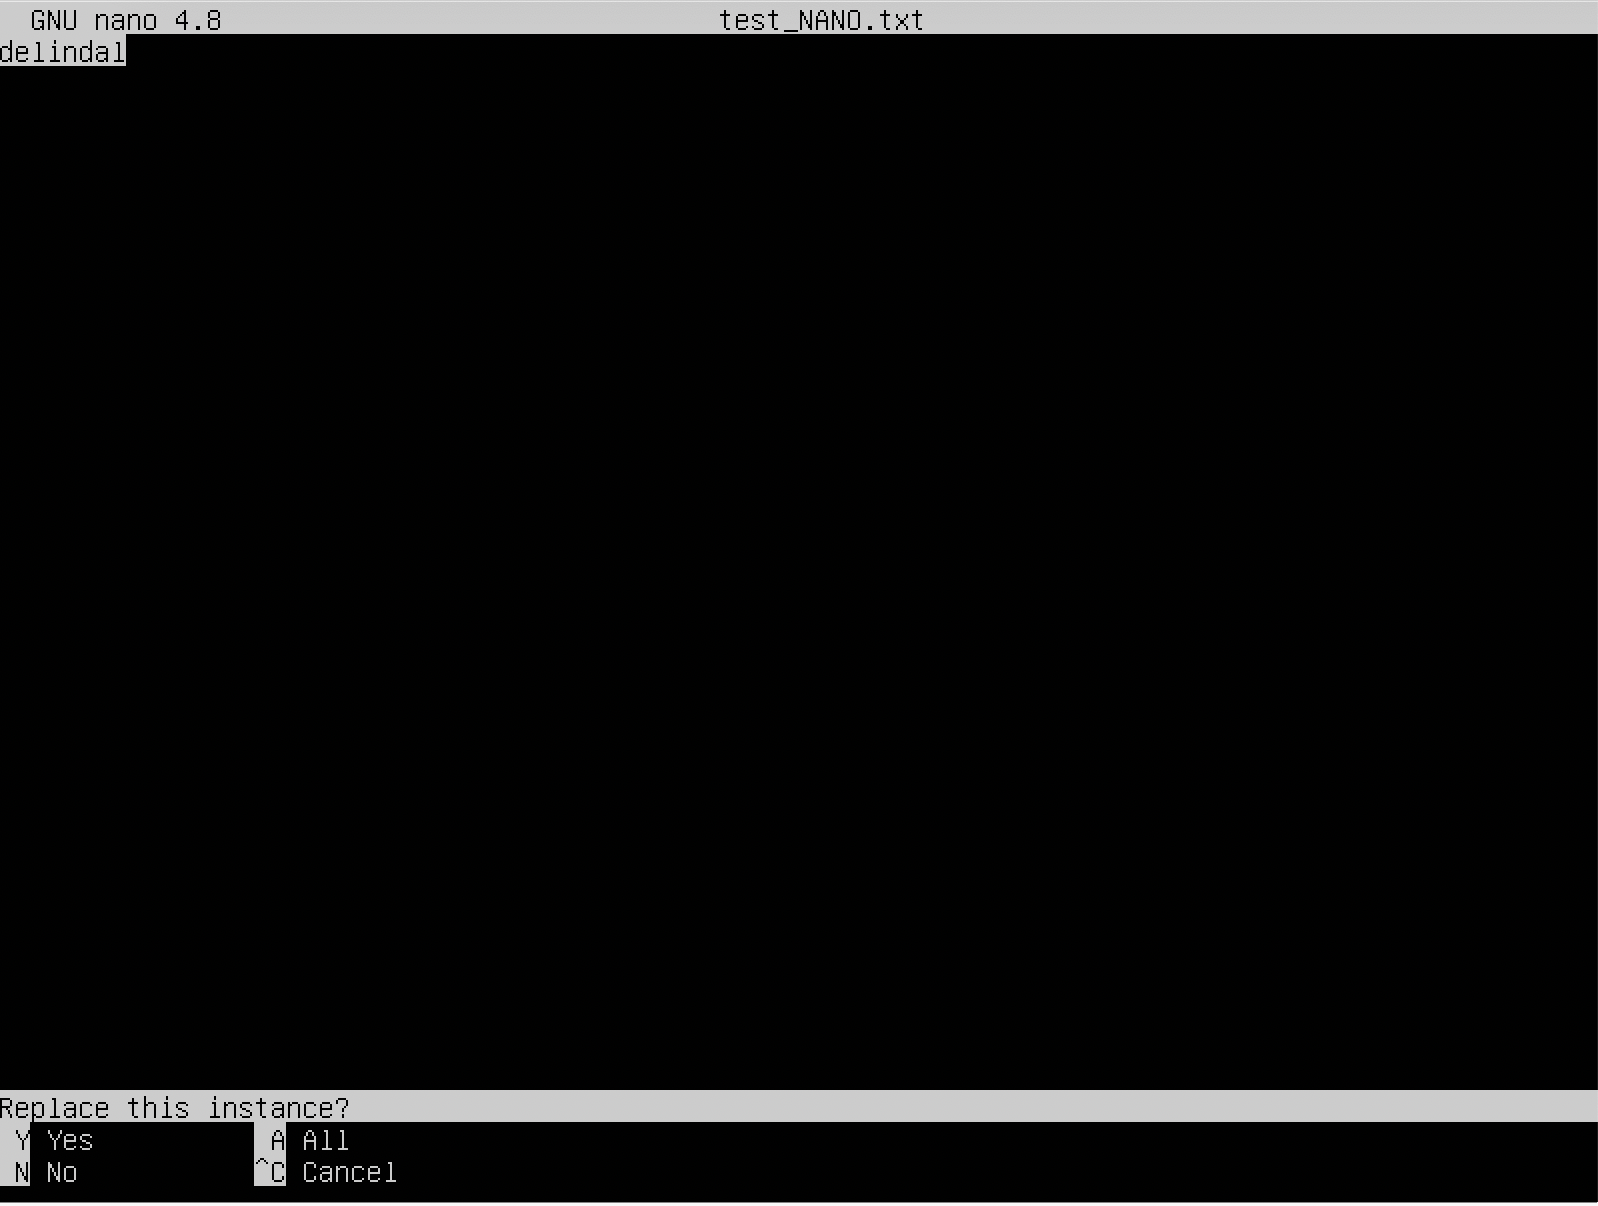 GNU nano 4.8 test_NANO.txt
delindal
Replace this instance?
Y Yes A All
N No ^C Cancel